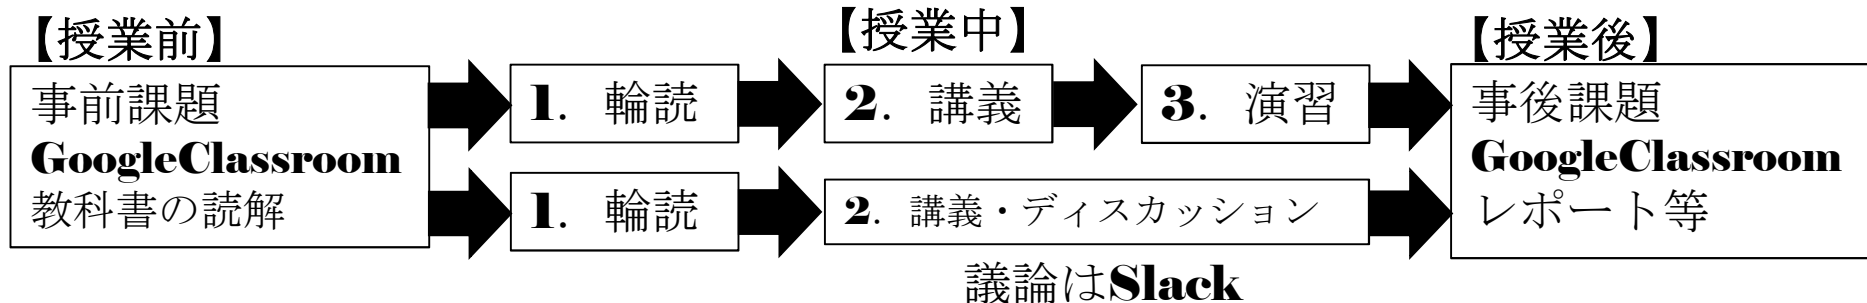 【授業前】
事前課題
GoogleClassroom
教科書の読解
【授業中】
1. 輪読
2. 講義
3. 演習
1. 輪読
2. 講義・ディスカッション
議論はSlack
【授業後】
事後課題
GoogleClassroom
レポート等